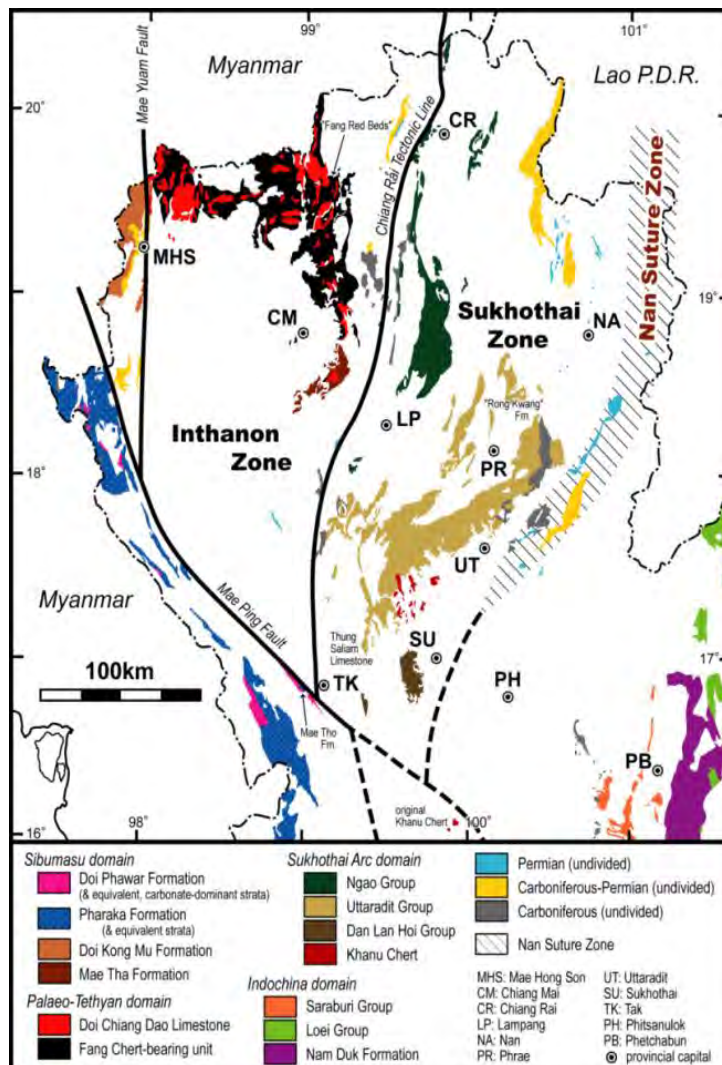 99
101
Mae Yuam Fault
Myanmar
Lao P.D.R.
20
"Fang Red Beds"
CR
Chiang Rai Tectonic Line
Nan Suture Zone
MHS
19
Sukhothai
Zone
CM
NA
"Rong Kwang"
Fm.
LP
Inthanon
Zone
PR
18
UT
Myanmar
Mae Ping Fault
Thung
Saliam
Limestone
SU
17
100km
TK
PH
Mae Tho
Fm.
PB
original
Khanu Chert
98
100
16
Sibumasu domain
Doi Phawar Formation
(& equivalent, carbonate-dominant strata)
Pharaka Formation
(& equivalent strata)
Doi Kong Mu Formation
Mae Tha Formation
Palaeo-Tethyan domain
Doi Chiang Dao Limestone
Fang Chert-bearing unit
Sukhothai Arc domain
Ngao Group
Uttaradit Group
Dan Lan Hoi Group
Khanu Chert
Indochina domain
Saraburi Group
Loei Group
Nam Duk Formation
Permian (undivided)
Carboniferous-Permian (undivided)
Carboniferous (undivided)
Nan Suture Zone
MHS: Mae Hong Son
CM: Chiang Mai
CR: Chiang Rai
LP: Lampang
NA: Nan
PR: Phrae
UT: Uttaradit
SU: Sukhothai
TK: Tak
PH: Phitsanulok
PB: Phetchabun
provincial capital